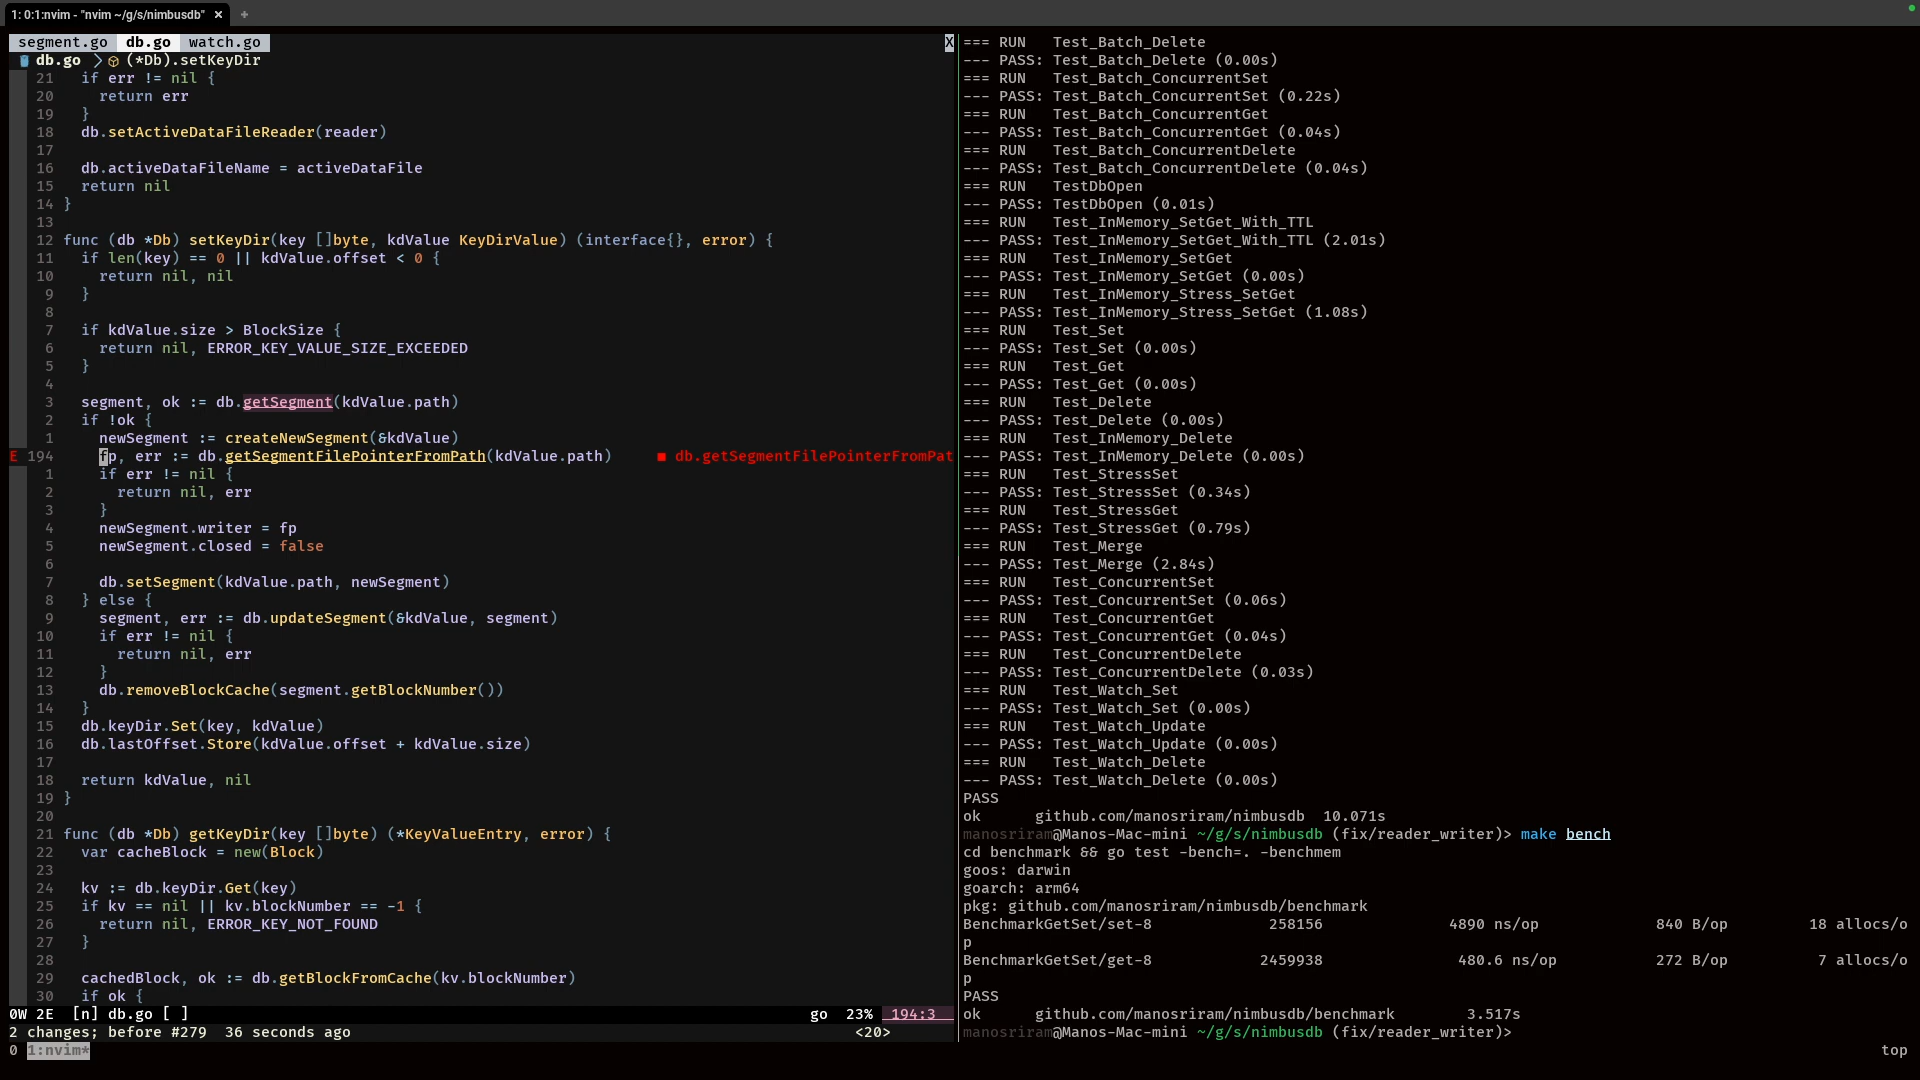 1: 0:1:nvim - "nvim ~/g/s/nimbusdb" × +
segment.go db.go watch.go X
db.go > (*Db).setKeyDir
21 if err != nil {
20 return err
19 }
18 db.setActiveDataFileReader(reader)
17
16 db.activeDataFileName = activeDataFile
15 return nil
14 }
13
12 func (db *Db) setKeyDir(key []byte, kdValue KeyDirValue) (interface{}, error) {
11 if len(key) == 0 || kdValue.offset < 0 {
10 return nil, nil
9 }
8
7 if kdValue.size > BlockSize {
6 return nil, ERROR_KEY_VALUE_SIZE_EXCEEDED
5 }
4
3 segment, ok := db.getSegment(kdValue.path)
2 if !ok {
1 newSegment := createNewSegment(&kdValue)
E 194 fp, err := db.getSegmentFilePointerFromPath(kdValue.path) ■ db.getSegmentFilePointerFromPat
1 if err != nil {
2 return nil, err
3 }
4 newSegment.writer = fp
5 newSegment.closed = false
6
7 db.setSegment(kdValue.path, newSegment)
8 } else {
9 segment, err := db.updateSegment(&kdValue, segment)
10 if err != nil {
11 return nil, err
12 }
13 db.removeBlockCache(segment.getBlockNumber())
14 }
15 db.keyDir.Set(key, kdValue)
16 db.lastOffset.Store(kdValue.offset + kdValue.size)
17
18 return kdValue, nil
19 }
20
21 func (db *Db) getKeyDir(key []byte) (*KeyValueEntry, error) {
22 var cacheBlock = new(Block)
23
24 kv := db.keyDir.Get(key)
25 if kv == nil || kv.blockNumber == -1 {
26 return nil, ERROR_KEY_NOT_FOUND
27 }
28
29 cachedBlock, ok := db.getBlockFromCache(kv.blockNumber)
30 if ok {
0W 2E [n] db.go [ ] go 23% 194:3
2 changes; before #279 36 seconds ago <20>
0 1:nvim*
=== RUN Test_Batch_Delete
--- PASS: Test_Batch_Delete (0.00s)
=== RUN Test_Batch_ConcurrentSet
--- PASS: Test_Batch_ConcurrentSet (0.22s)
=== RUN Test_Batch_ConcurrentGet
--- PASS: Test_Batch_ConcurrentGet (0.04s)
=== RUN Test_Batch_ConcurrentDelete
--- PASS: Test_Batch_ConcurrentDelete (0.04s)
=== RUN TestDbOpen
--- PASS: TestDbOpen (0.01s)
=== RUN Test_InMemory_SetGet_With_TTL
--- PASS: Test_InMemory_SetGet_With_TTL (2.01s)
=== RUN Test_InMemory_SetGet
--- PASS: Test_InMemory_SetGet (0.00s)
=== RUN Test_InMemory_Stress_SetGet
--- PASS: Test_InMemory_Stress_SetGet (1.08s)
=== RUN Test_Set
--- PASS: Test_Set (0.00s)
=== RUN Test_Get
--- PASS: Test_Get (0.00s)
=== RUN Test_Delete
--- PASS: Test_Delete (0.00s)
=== RUN Test_InMemory_Delete
--- PASS: Test_InMemory_Delete (0.00s)
=== RUN Test_StressSet
--- PASS: Test_StressSet (0.34s)
=== RUN Test_StressGet
--- PASS: Test_StressGet (0.79s)
=== RUN Test_Merge
--- PASS: Test_Merge (2.84s)
=== RUN Test_ConcurrentSet
--- PASS: Test_ConcurrentSet (0.06s)
=== RUN Test_ConcurrentGet
--- PASS: Test_ConcurrentGet (0.04s)
=== RUN Test_ConcurrentDelete
--- PASS: Test_ConcurrentDelete (0.03s)
=== RUN Test_Watch_Set
--- PASS: Test_Watch_Set (0.00s)
=== RUN Test_Watch_Update
--- PASS: Test_Watch_Update (0.00s)
=== RUN Test_Watch_Delete
--- PASS: Test_Watch_Delete (0.00s)
PASS
ok github.com/manosriram/nimbusdb 10.071s
manosriram@Manos-Mac-mini ~/g/s/nimbusdb (fix/reader_writer)> make bench
cd benchmark && go test -bench=. -benchmem
goos: darwin
goarch: arm64
pkg: github.com/manosriram/nimbusdb/benchmark
BenchmarkGetSet/set-8 258156 4890 ns/op 840 B/op 18 allocs/o
p
BenchmarkGetSet/get-8 2459938 480.6 ns/op 272 B/op 7 allocs/o
p
PASS
ok github.com/manosriram/nimbusdb/benchmark 3.517s
manosriram@Manos-Mac-mini ~/g/s/nimbusdb (fix/reader_writer)>
top